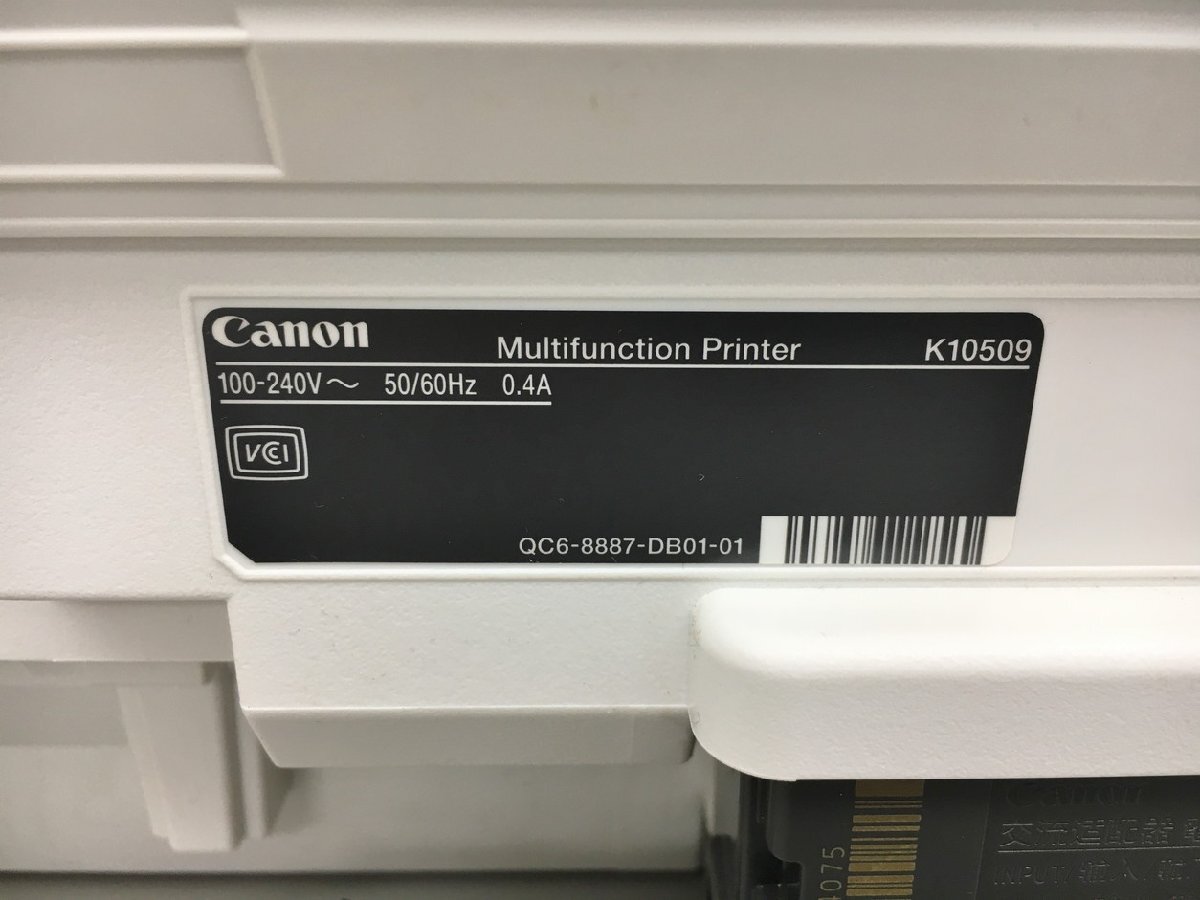 Canon Multifunction Printer K10509
100-240V～ 50/60Hz 0.4A
VCI
QC6-8887-DB01-01
Canon
交流适配器
INPUT/输入/
4075